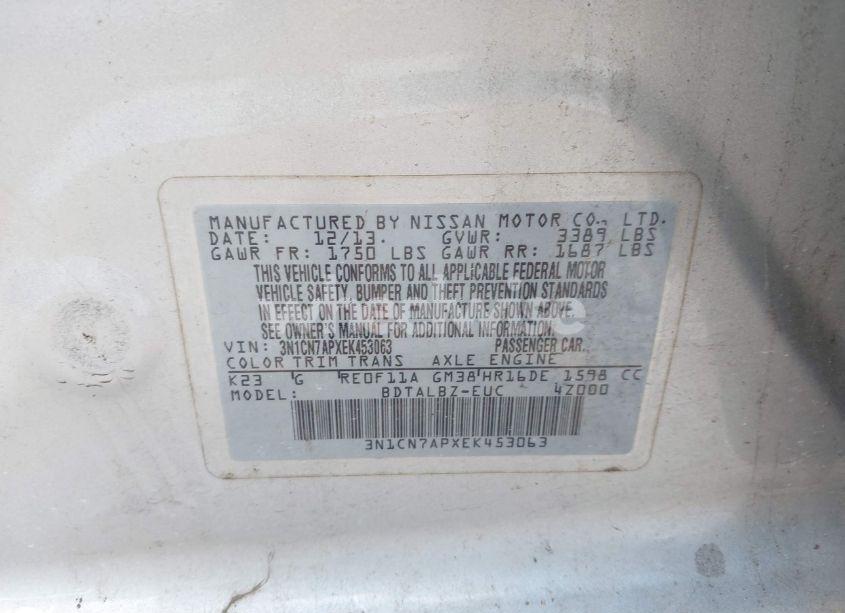 MANUFACTURED BY NISSAN MOTOR CO., LTD.
DATE: 12/13. GVWR: 3389 LBS
GAWR FR: 1750 LBS GAWR RR: 1687 LBS
THIS VEHICLE CONFORMS TO ALL APPLICABLE FEDERAL MOTOR
VEHICLE SAFETY, BUMPER AND THEFT PREVENTION STANDARDS
IN EFFECT ON THE DATE OF MANUFACTURE SHOWN ABOVE.
SEE OWNER'S MANUAL FOR ADDITIONAL INFORMATION.
VIN: 3N1CN7APXEK453063 PASSENGER CAR.
COLOR TRIM TRANS AXLE ENGINE
K23 G RE0F11A GM38 HR16DE 1598 CC
MODEL: BDTALBZ-EUC 4Z000
3N1CN7APXEK453063